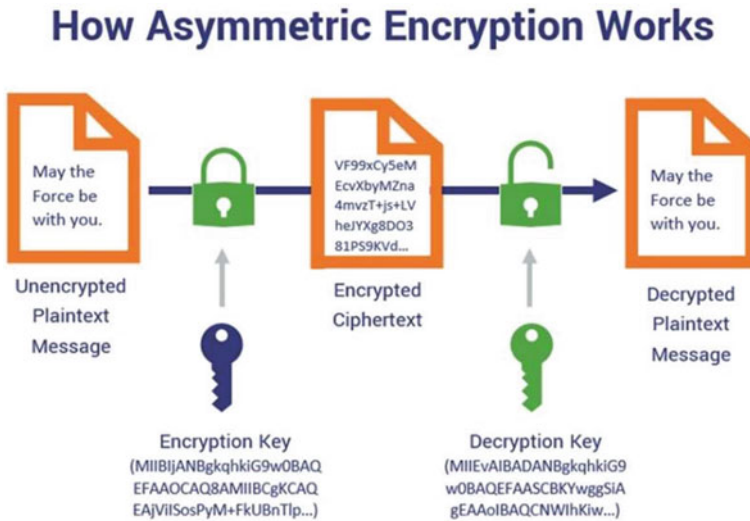 How Asymmetric Encryption Works
May the
Force be
with you.
VF99xCy5eM
EcvXbyMZna
4mvzT+js+LV
heJYXg8DO3
81PS9KVd...
May the
Force be
with you.
Unencrypted
Plaintext
Message
Encrypted
Ciphertext
Decrypted
Plaintext
Message
Encryption Key
(MIIBIjANBgkqhkiG9w0BAQ
EFAAOCAQ8AMIIBCgKCAQ
EAjViISosPyM+FkUBnTlp...)
Decryption Key
(MIIEvAIBADANBgkqhkiG9
w0BAQEFAASCBKYwggSiA
gEAAoIBAQCNWIhKiw...)